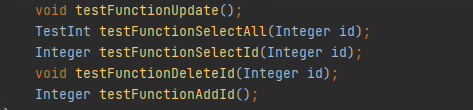 void testFunctionUpdate();
TestInt testFunctionSelectAll(Integer id);
Integer testFunctionSelectId(Integer id);
void testFunctionDeleteId(Integer id);
Integer testFunctionAddId();